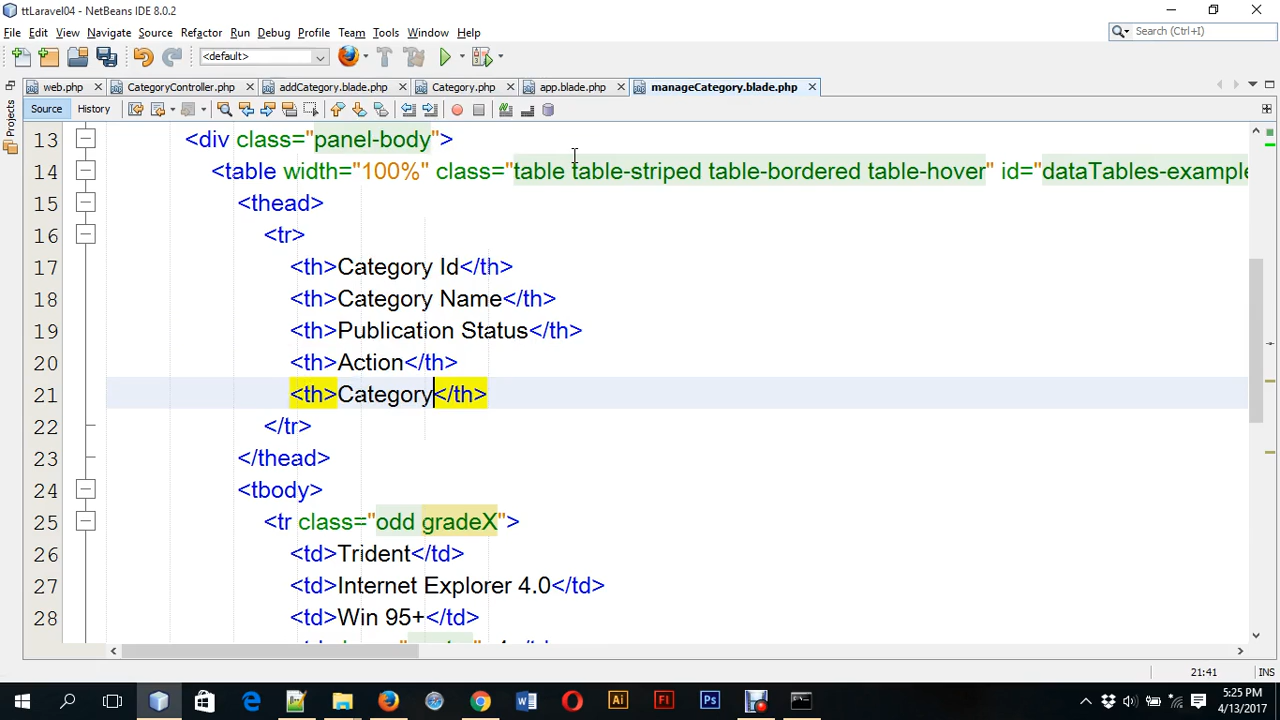 ttLaravel04 - NetBeans IDE 8.0.2
File Edit View Navigate Source Refactor Run Debug Profile Team Tools Window Help
Search (Ctrl+I)
<default>
web.php CategoryController.php addCategory.blade.php Category.php app.blade.php manageCategory.blade.php
Source History
Projects
13 <div class="panel-body">
14 <table width="100%" class="table table-striped table-bordered table-hover" id="dataTables-example
15 <thead>
16 <tr>
17 <th>Category Id</th>
18 <th>Category Name</th>
19 <th>Publication Status</th>
20 <th>Action</th>
21 <th>Category</th>
22 </tr>
23 </thead>
24 <tbody>
25 <tr class="odd gradeX">
26 <td>Trident</td>
27 <td>Internet Explorer 4.0</td>
28 <td>Win 95+</td>
21:41 INS
Ai Fl Ps
5:25 PM
4/13/2017